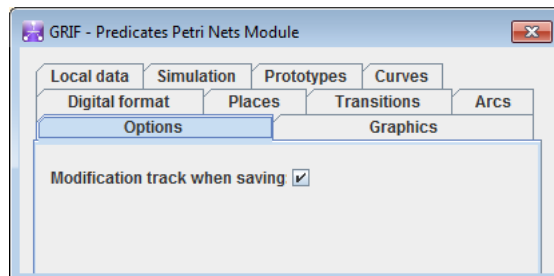 GRIF - Predicates Petri Nets Module
Local data Simulation Prototypes Curves
Digital format Places Transitions Arcs
Options Graphics
Modification track when saving